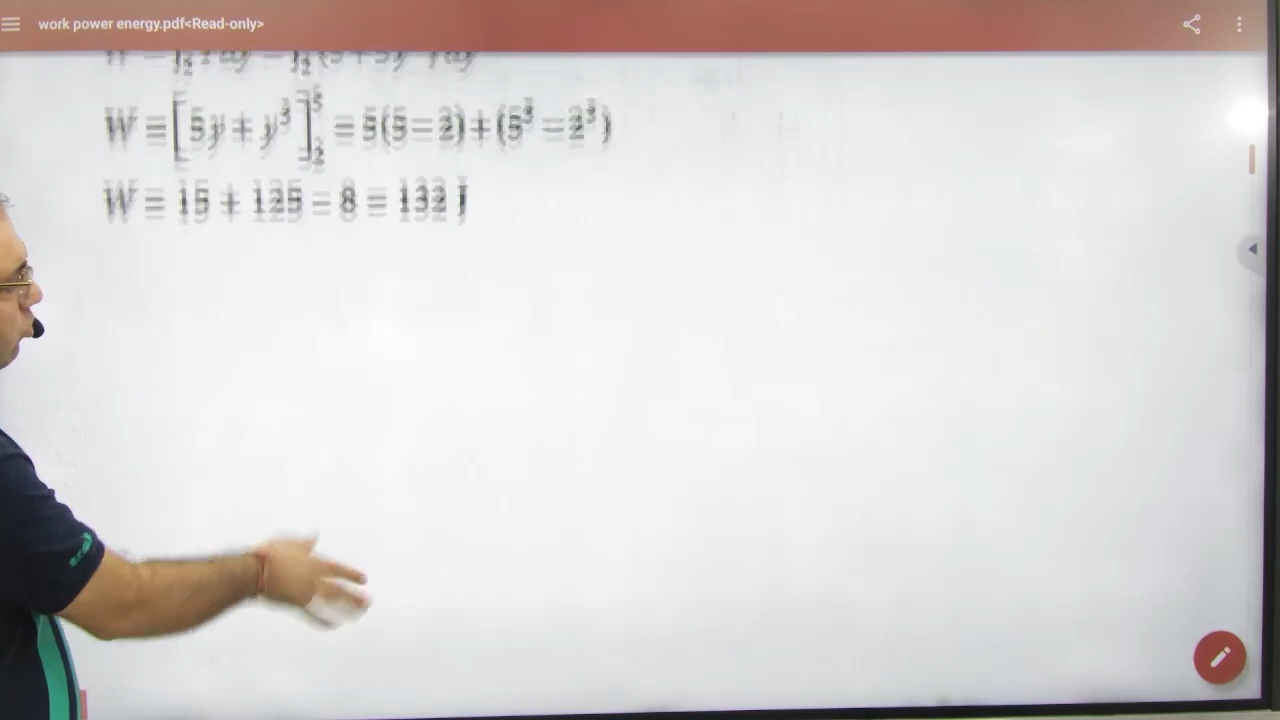 work power energy.pdf<Read-only>
W = [5y + y³]₂⁵ = 5(5−2)+(5³−2³)
W = 15 + 125 − 8 = 132 J